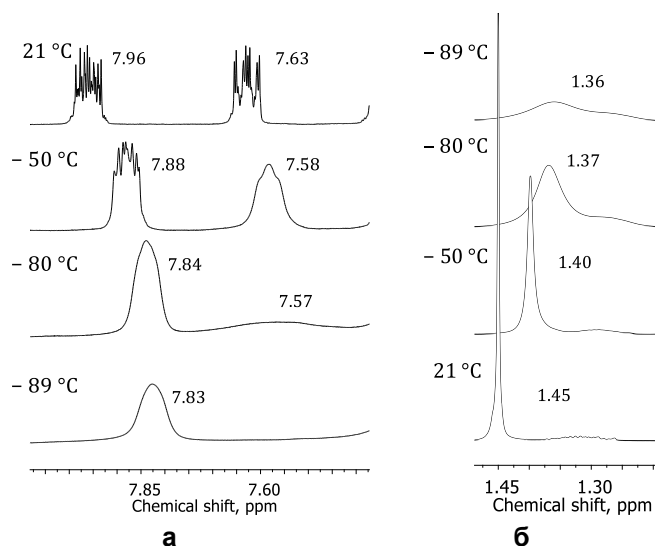 21 °C
7.96
7.63
– 50 °C
7.88
7.58
– 80 °C
7.84
7.57
– 89 °C
7.83
7.85
7.60
Chemical shift, ppm
а
– 89 °C
1.36
– 80 °C
1.37
– 50 °C
1.40
21 °C
1.45
1.45
1.30
Chemical shift, ppm
б